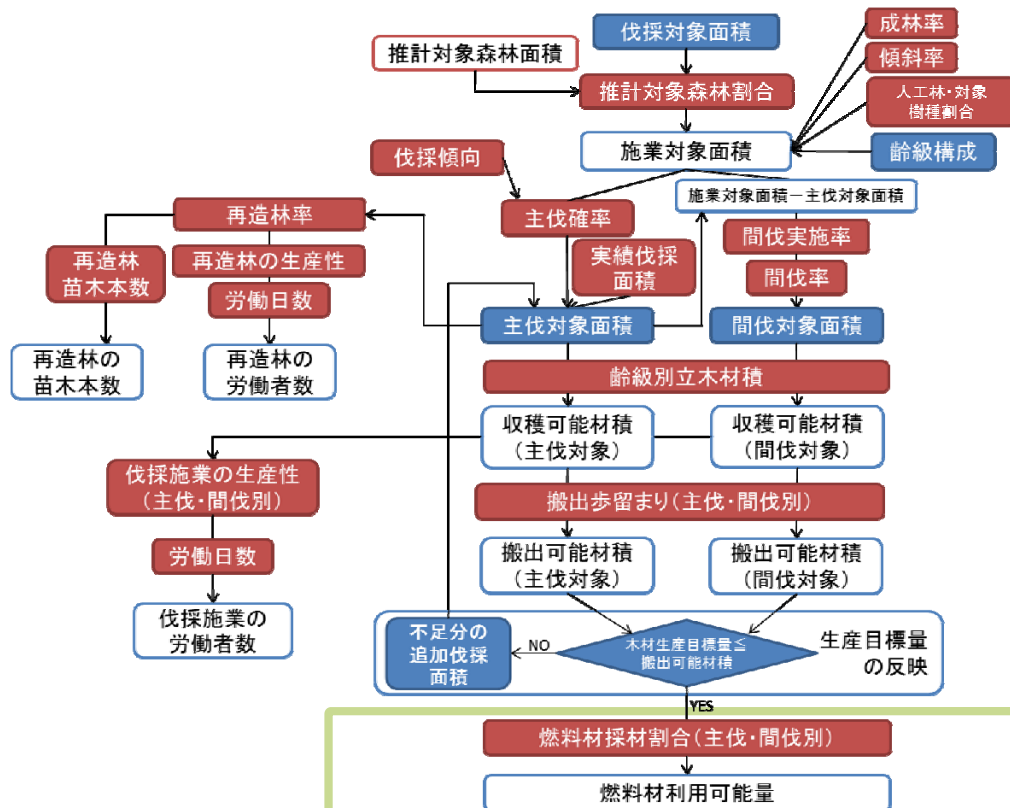 伐採対象面積
成林率
推計対象森林面積
傾斜率
推計対象森林割合
人工林・対象
樹種割合
施業対象面積
齢級構成
伐採傾向
施業対象面積－主伐対象面積
再造林率
主伐確率
間伐実施率
再造林
苗木本数
再造林の生産性
実績伐採
面積
間伐率
労働日数
主伐対象面積
間伐対象面積
再造林の
苗木本数
再造林の
労働者数
齢級別立木材積
収穫可能材積
（主伐対象）
収穫可能材積
（間伐対象）
伐採施業の生産性
（主伐・間伐別）
搬出歩留まり（主伐・間伐別）
労働日数
搬出可能材積
（主伐対象）
搬出可能材積
（間伐対象）
伐採施業の
労働者数
不足分の
追加伐採
面積
NO
木材生産目標量≦
搬出可能材積
生産目標量
の反映
YES
燃料材採材割合（主伐・間伐別）
燃料材利用可能量